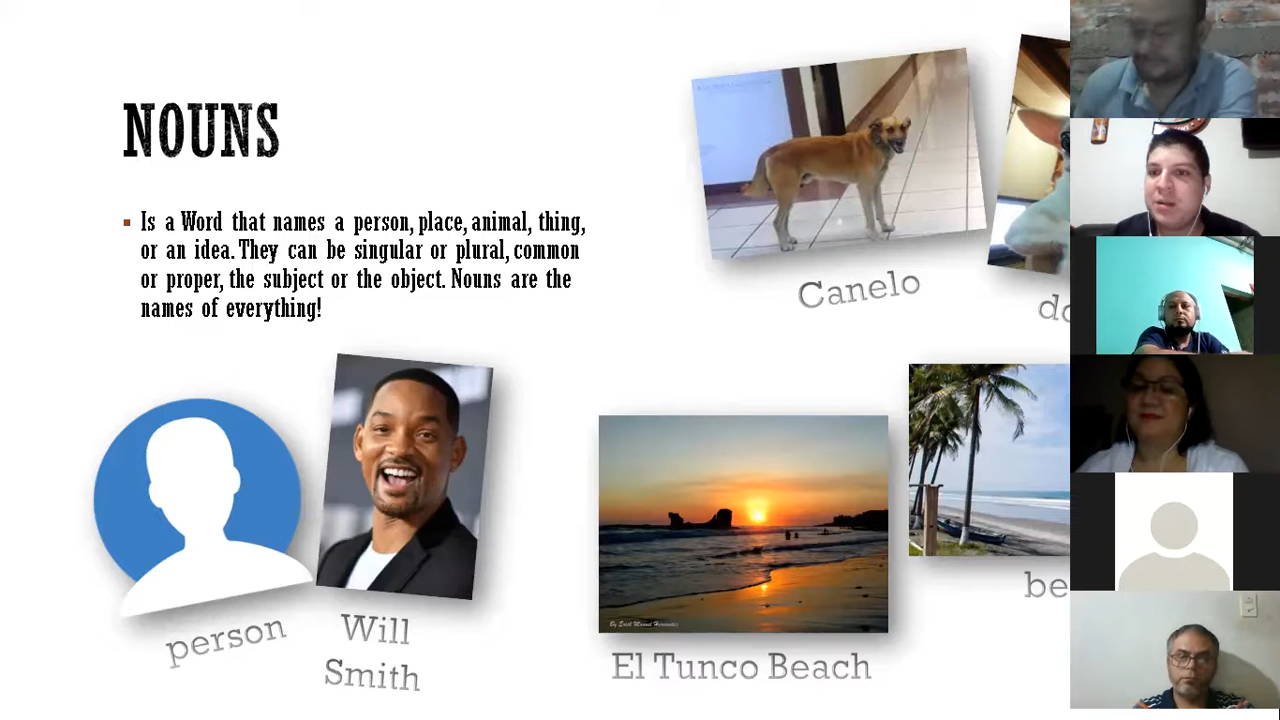 NOUNS
Is a Word that names a person, place, animal, thing,
or an idea. They can be singular or plural, common
or proper, the subject or the object. Nouns are the
names of everything!
Canelo
do
person
Will
Smith
El Tunco Beach
be